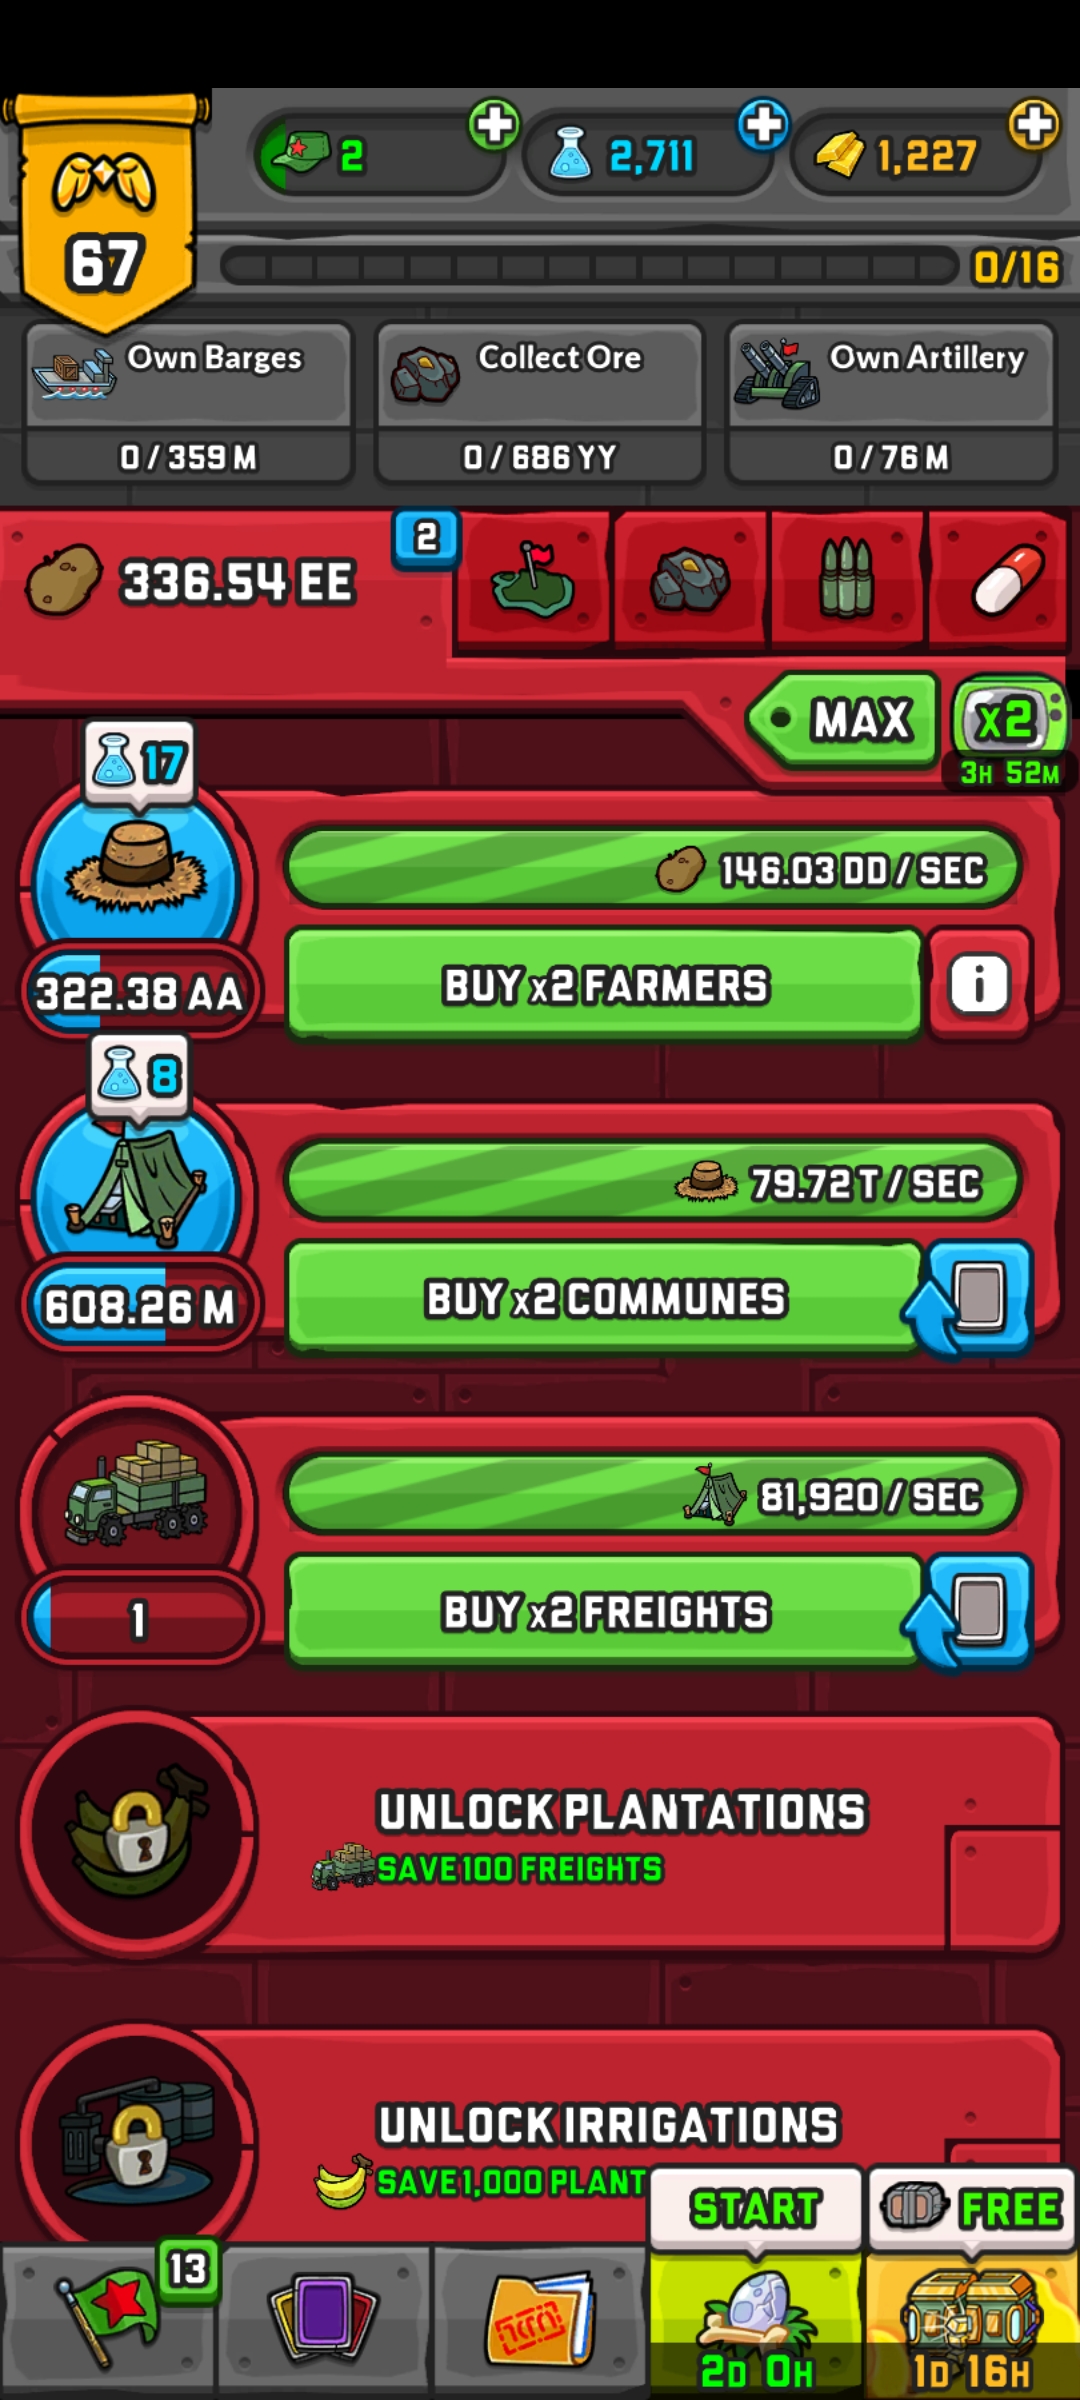 2
2,711
1,227
67
0/16
Own Barges
0 / 359 M
Collect Ore
0 / 686 YY
Own Artillery
0 / 76 M
336.54 EE
2
MAX
x2
3H 52M
17
146.03 DD / SEC
322.38 AA
BUY x2 FARMERS
i
8
79.72 T / SEC
608.26 M
BUY x2 COMMUNES
81,920 / SEC
1
BUY x2 FREIGHTS
UNLOCK PLANTATIONS
SAVE 100 FREIGHTS
UNLOCK IRRIGATIONS
SAVE 1,000 PLANT
START
FREE
13
2D 0H
1D 16H